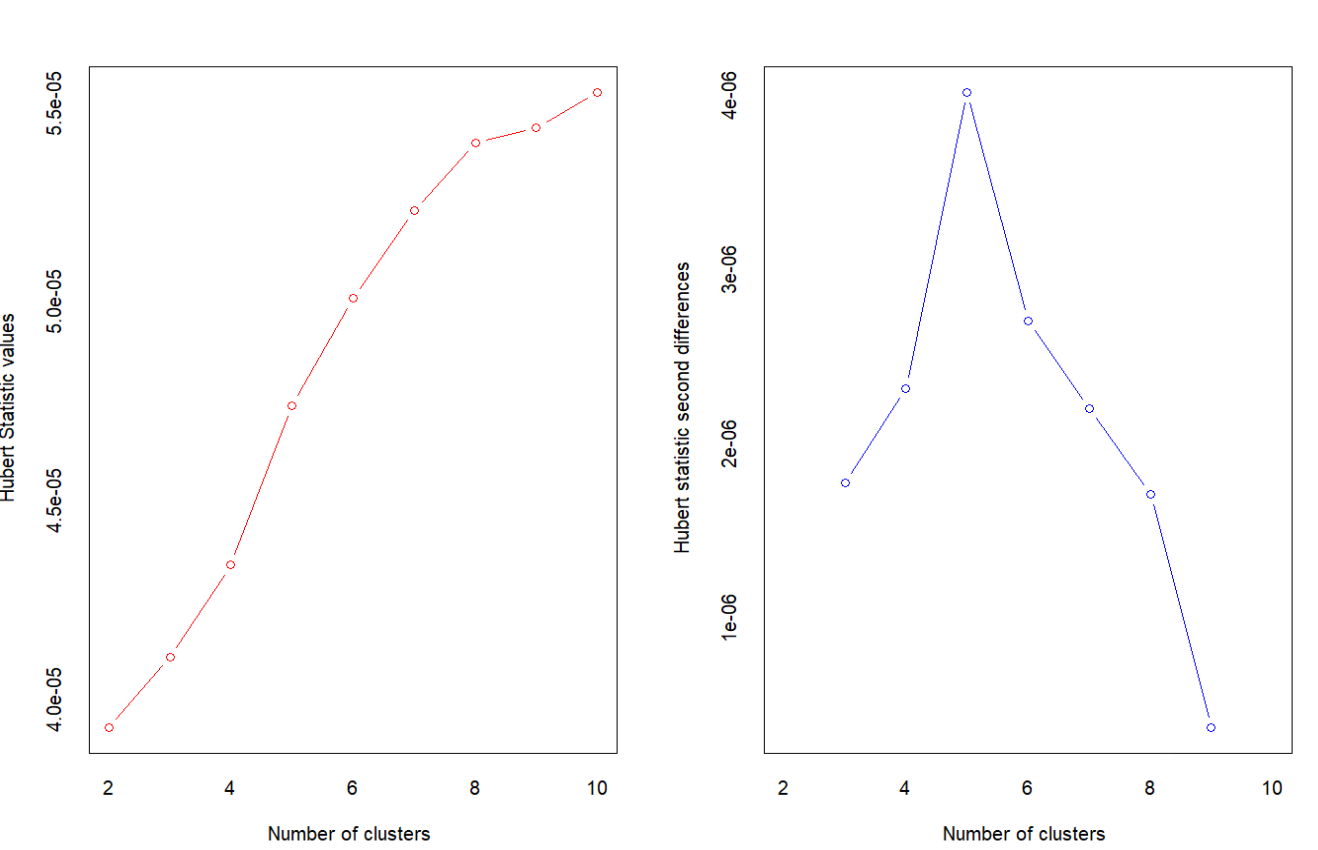 Hubert Statistic values
5.5e-05
5.0e-05
4.5e-05
4.0e-05
2 4 6 8 10
Number of clusters
Hubert statistic second differences
4e-06
3e-06
2e-06
1e-06
2 4 6 8 10
Number of clusters